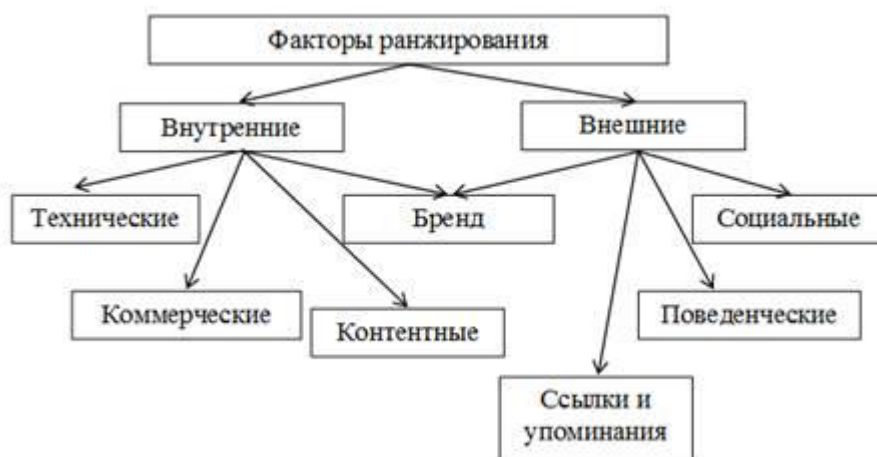 Факторы ранжирования
Внутренние
Внешние
Технические
Бренд
Социальные
Коммерческие
Контентные
Поведенческие
Ссылки и
упоминания